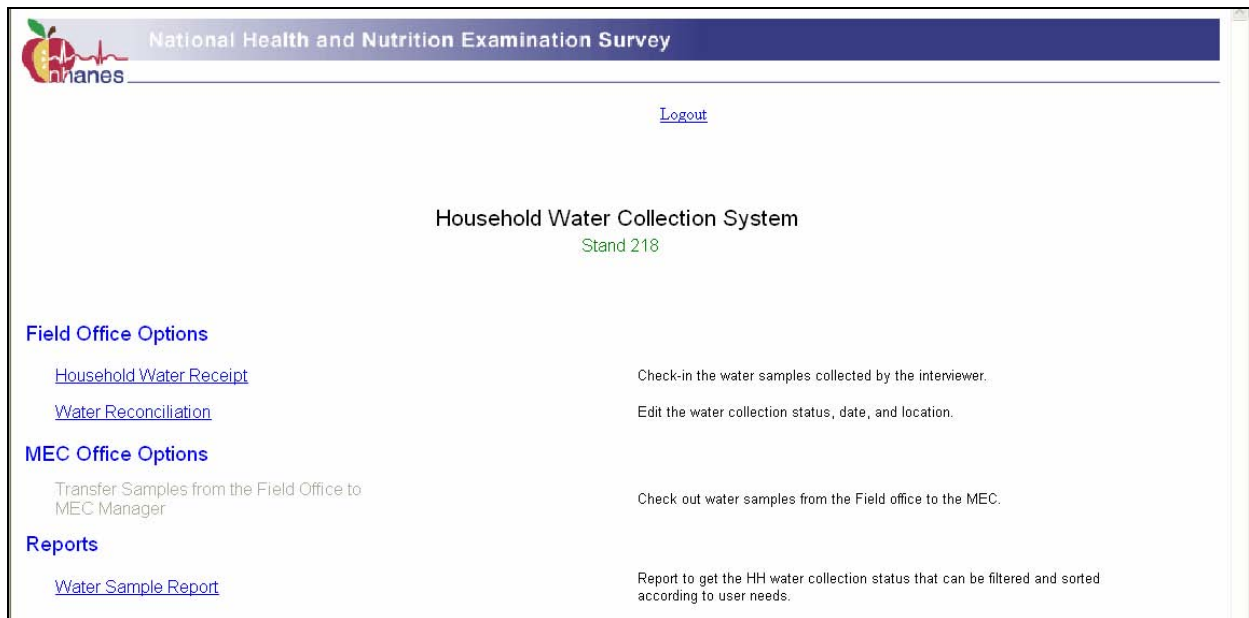 National Health and Nutrition Examination Survey
nhanes
Logout
Household Water Collection System
Stand 218
Field Office Options
Household Water Receipt
Check-in the water samples collected by the interviewer.
Water Reconciliation
Edit the water collection status, date, and location.
MEC Office Options
Transfer Samples from the Field Office to
MEC Manager
Check out water samples from the Field office to the MEC.
Reports
Water Sample Report
Report to get the HH water collection status that can be filtered and sorted
according to user needs.